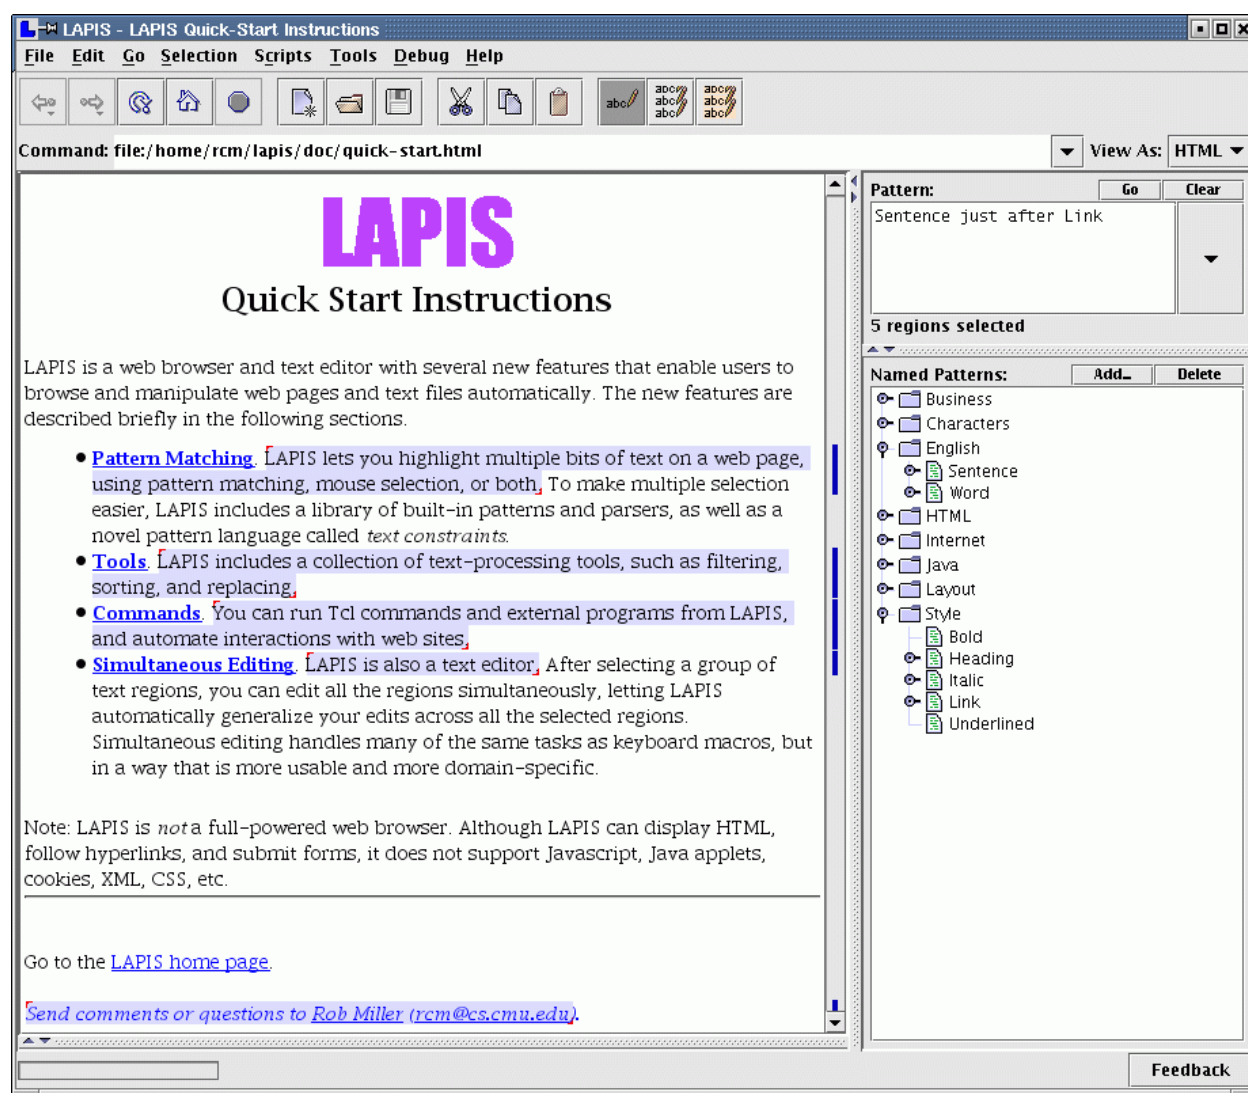 LAPIS - LAPIS Quick-Start Instructions
File Edit Go Selection Scripts Tools Debug Help
abc abc abc abc abc abc abc
Command: file:/home/rcm/lapis/doc/quick-start.html View As: HTML
LAPIS
Quick Start Instructions
LAPIS is a web browser and text editor with several new features that enable users to
browse and manipulate web pages and text files automatically. The new features are
described briefly in the following sections.
Pattern Matching. LAPIS lets you highlight multiple bits of text on a web page,
using pattern matching, mouse selection, or both. To make multiple selection
easier, LAPIS includes a library of built-in patterns and parsers, as well as a
novel pattern language called text constraints.
Tools. LAPIS includes a collection of text-processing tools, such as filtering,
sorting, and replacing.
Commands. You can run Tcl commands and external programs from LAPIS,
and automate interactions with web sites.
Simultaneous Editing. LAPIS is also a text editor. After selecting a group of
text regions, you can edit all the regions simultaneously, letting LAPIS
automatically generalize your edits across all the selected regions.
Simultaneous editing handles many of the same tasks as keyboard macros, but
in a way that is more usable and more domain-specific.
Note: LAPIS is not a full-powered web browser. Although LAPIS can display HTML,
follow hyperlinks, and submit forms, it does not support Javascript, Java applets,
cookies, XML, CSS, etc.
Go to the LAPIS home page.
Send comments or questions to Rob Miller (rcm@cs.cmu.edu).
Pattern: Go Clear
Sentence just after Link
5 regions selected
Named Patterns: Add... Delete
Business
Characters
English
Sentence
Word
HTML
Internet
Java
Layout
Style
Bold
Heading
Italic
Link
Underlined
Feedback